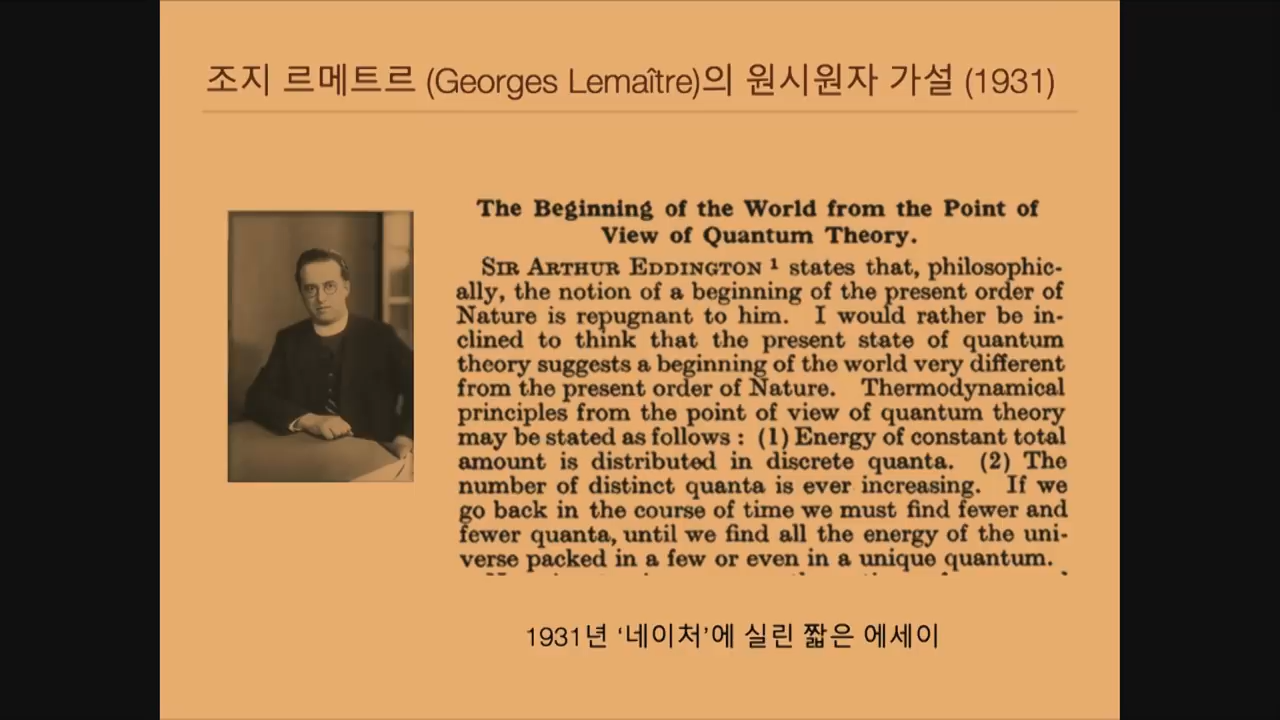 조지 르메트르 (Georges Lemaître)의 원시원자 가설 (1931)
The Beginning of the World from the Point of
View of Quantum Theory.
SIR ARTHUR EDDINGTON ¹ states that, philosophic-
ally, the notion of a beginning of the present order of
Nature is repugnant to him. I would rather be in-
clined to think that the present state of quantum
theory suggests a beginning of the world very different
from the present order of Nature. Thermodynamical
principles from the point of view of quantum theory
may be stated as follows : (1) Energy of constant total
amount is distributed in discrete quanta. (2) The
number of distinct quanta is ever increasing. If we
go back in the course of time we must find fewer and
fewer quanta, until we find all the energy of the uni-
verse packed in a few or even in a unique quantum.
1931년 ‘네이처’에 실린 짧은 에세이